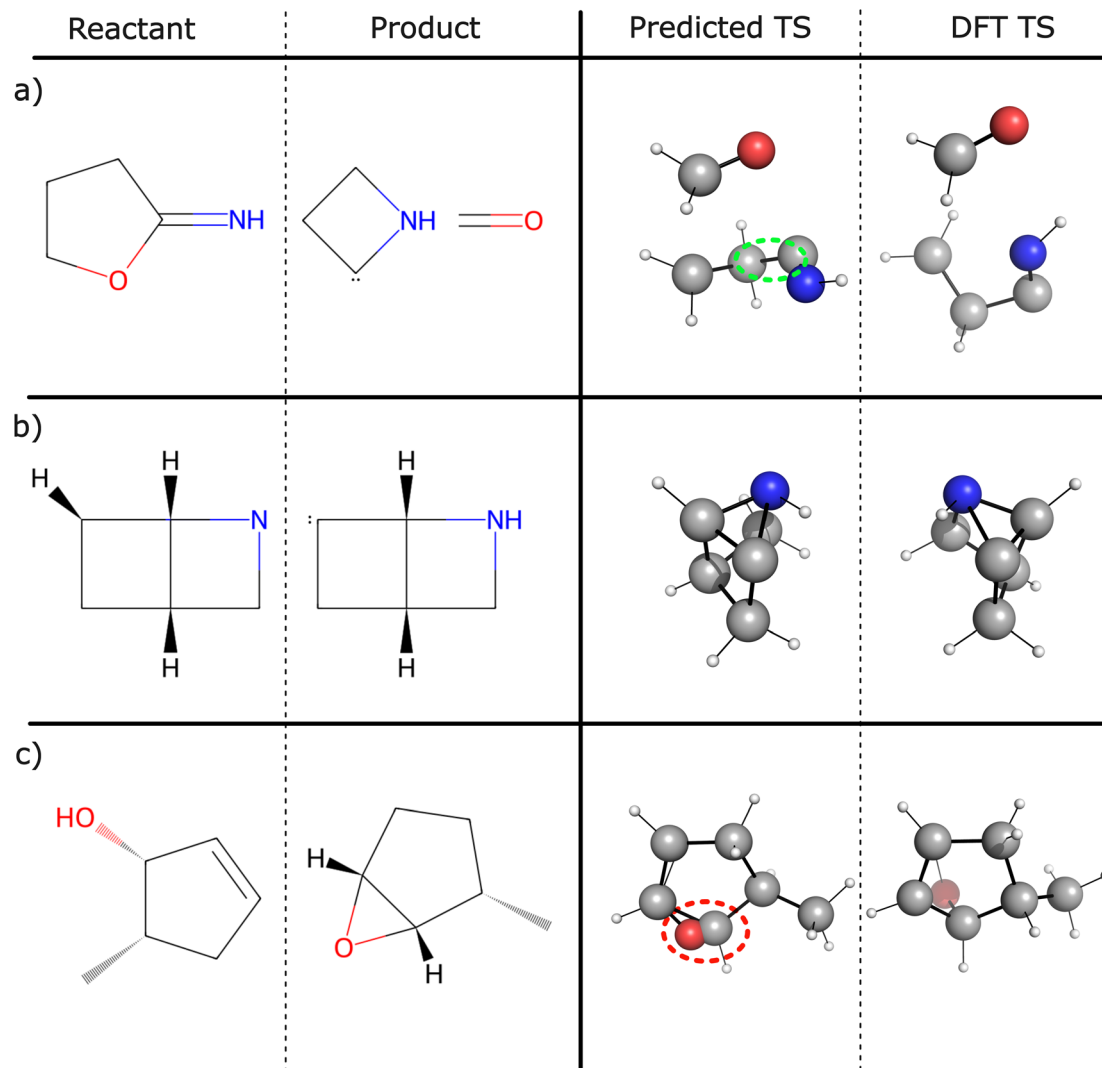 Reactant Product Predicted TS DFT TS
a)
NH
O
NH
O
b)
H
H
N
H
H
:
NH
H
c)
HO
H
O
H